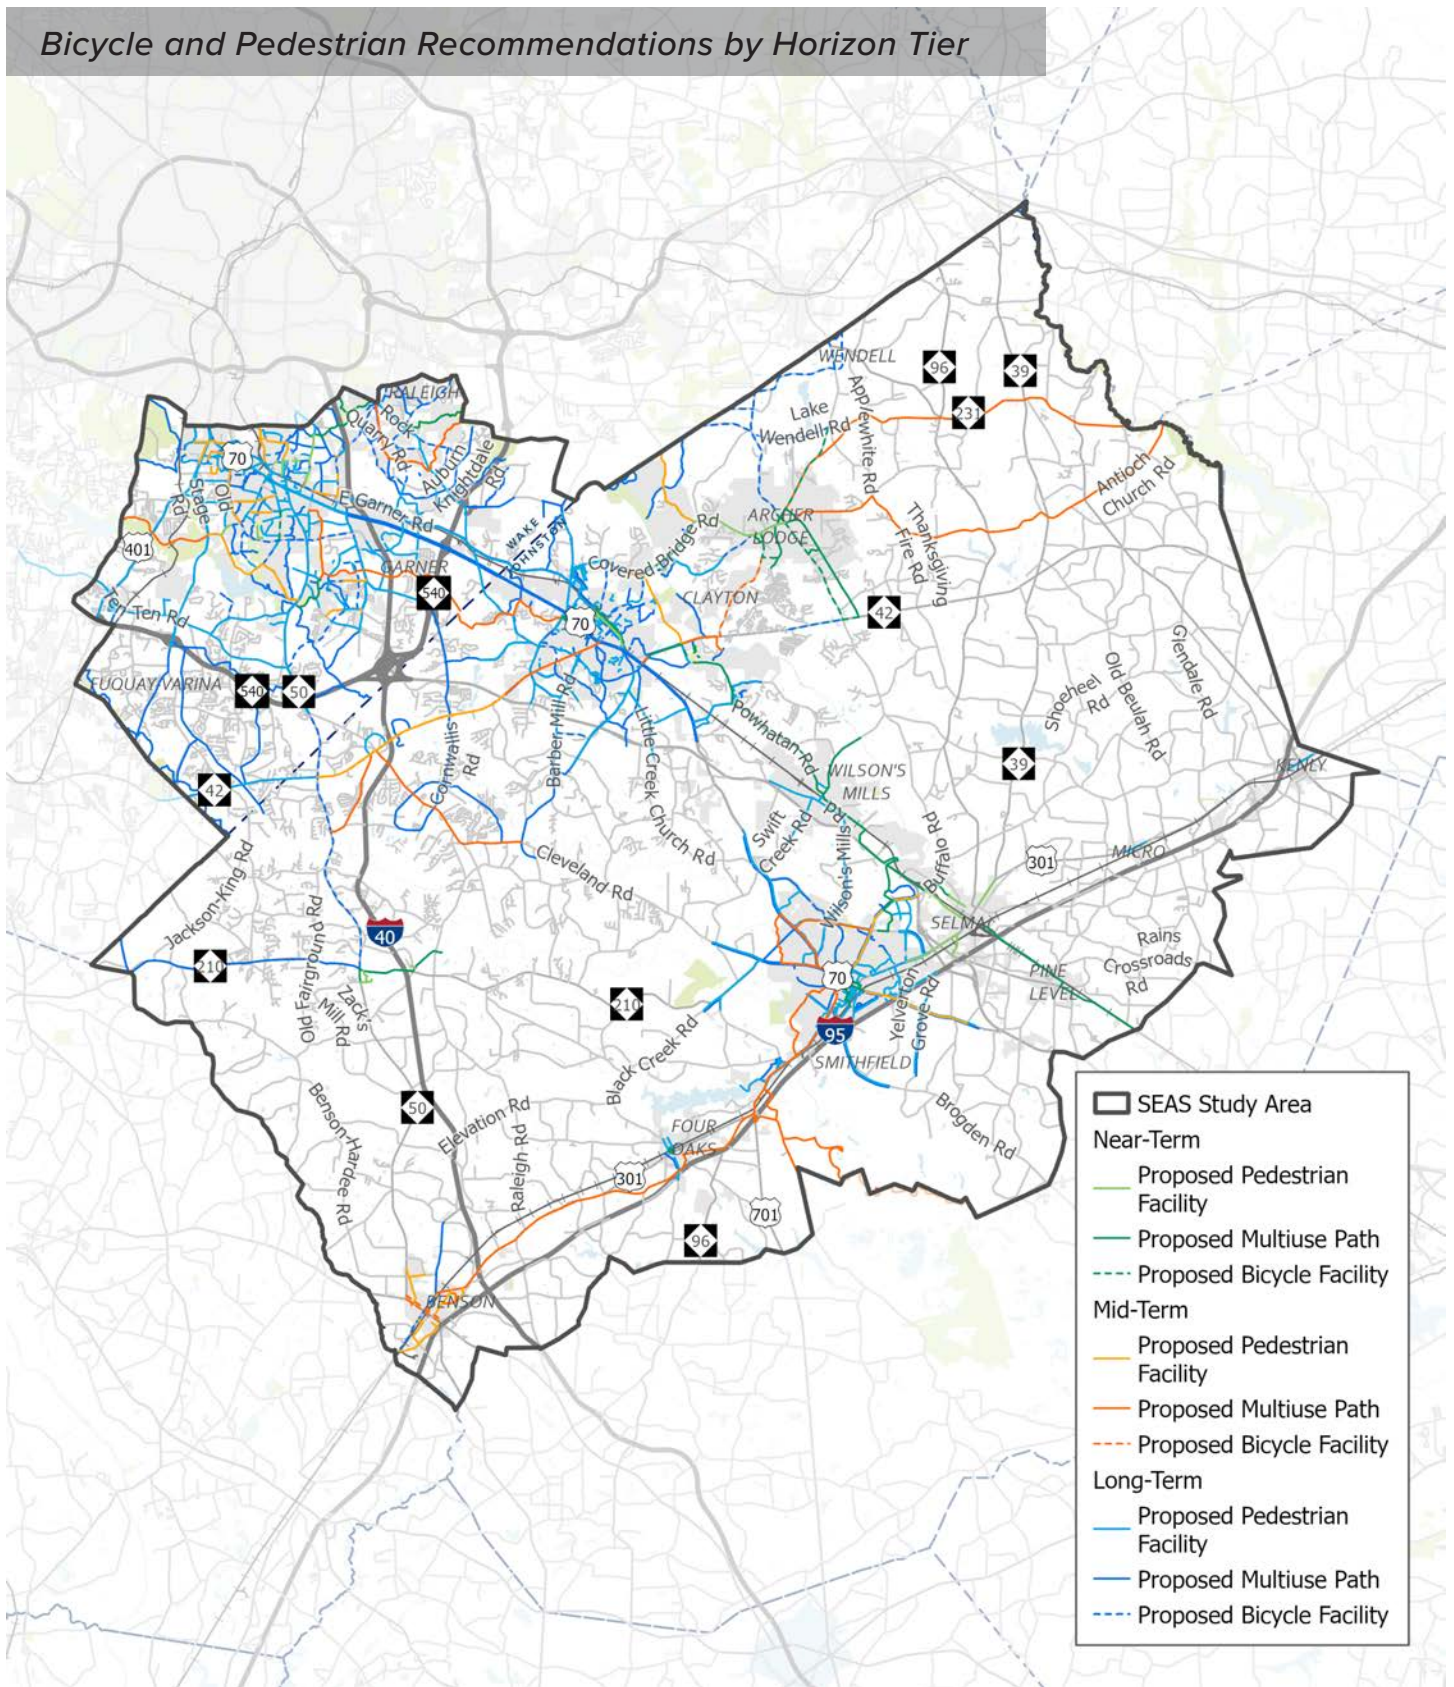 Bicycle and Pedestrian Recommendations by Horizon Tier
WENDELL
96
39
231
RALEIGH
Rock
Quarry Rd
Auburn
Knightdale
Rd
Lake
Wendell Rd
Applewhite Rd
70
Old
Stage
Rd
E Garner Rd
Antioch
Church Rd
WAKE
JOHNSTON
ARCHER
LODGE
Thanksgiving
Fire Rd
401
GARNER
540
Covered Bridge Rd
CLAYTON
42
Ten Ten Rd
70
FUQUAY-VARINA
540
50
Glendale Rd
Old Beulah Rd
Shoeheel
Rd
Powhatan Rd
Little Creek Church Rd
Barber Mill Rd
Cornwallis
Rd
42
39
KENLY
WILSON'S
MILLS
Swift
Creek Rd
Wilson's Mills
Rd
Buffalo Rd
301
MICRO
Cleveland Rd
Jackson-King Rd
40
SELMA
210
Old Fairground Rd
Zack's
Mill Rd
70
Rains
Crossroads
Rd
PINE
LEVEL
210
Yelverton
Grove Rd
95
SMITHFIELD
Black Creek Rd
50
Benson-Hardee Rd
Elevation Rd
Raleigh Rd
FOUR
OAKS
Brogden Rd
301
701
96
BENSON
SEAS Study Area
Near-Term
Proposed Pedestrian
Facility
Proposed Multiuse Path
Proposed Bicycle Facility
Mid-Term
Proposed Pedestrian
Facility
Proposed Multiuse Path
Proposed Bicycle Facility
Long-Term
Proposed Pedestrian
Facility
Proposed Multiuse Path
Proposed Bicycle Facility